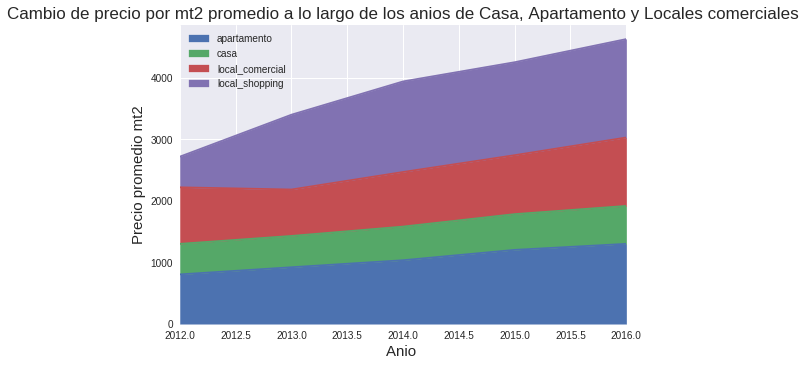 Cambio de precio por mt2 promedio a lo largo de los anios de Casa, Apartamento y Locales comerciales
apartamento
casa
local_comercial
local_shopping
4000
3000
2000
1000
0
Precio promedio mt2
2012.0 2012.5 2013.0 2013.5 2014.0 2014.5 2015.0 2015.5 2016.0
Anio